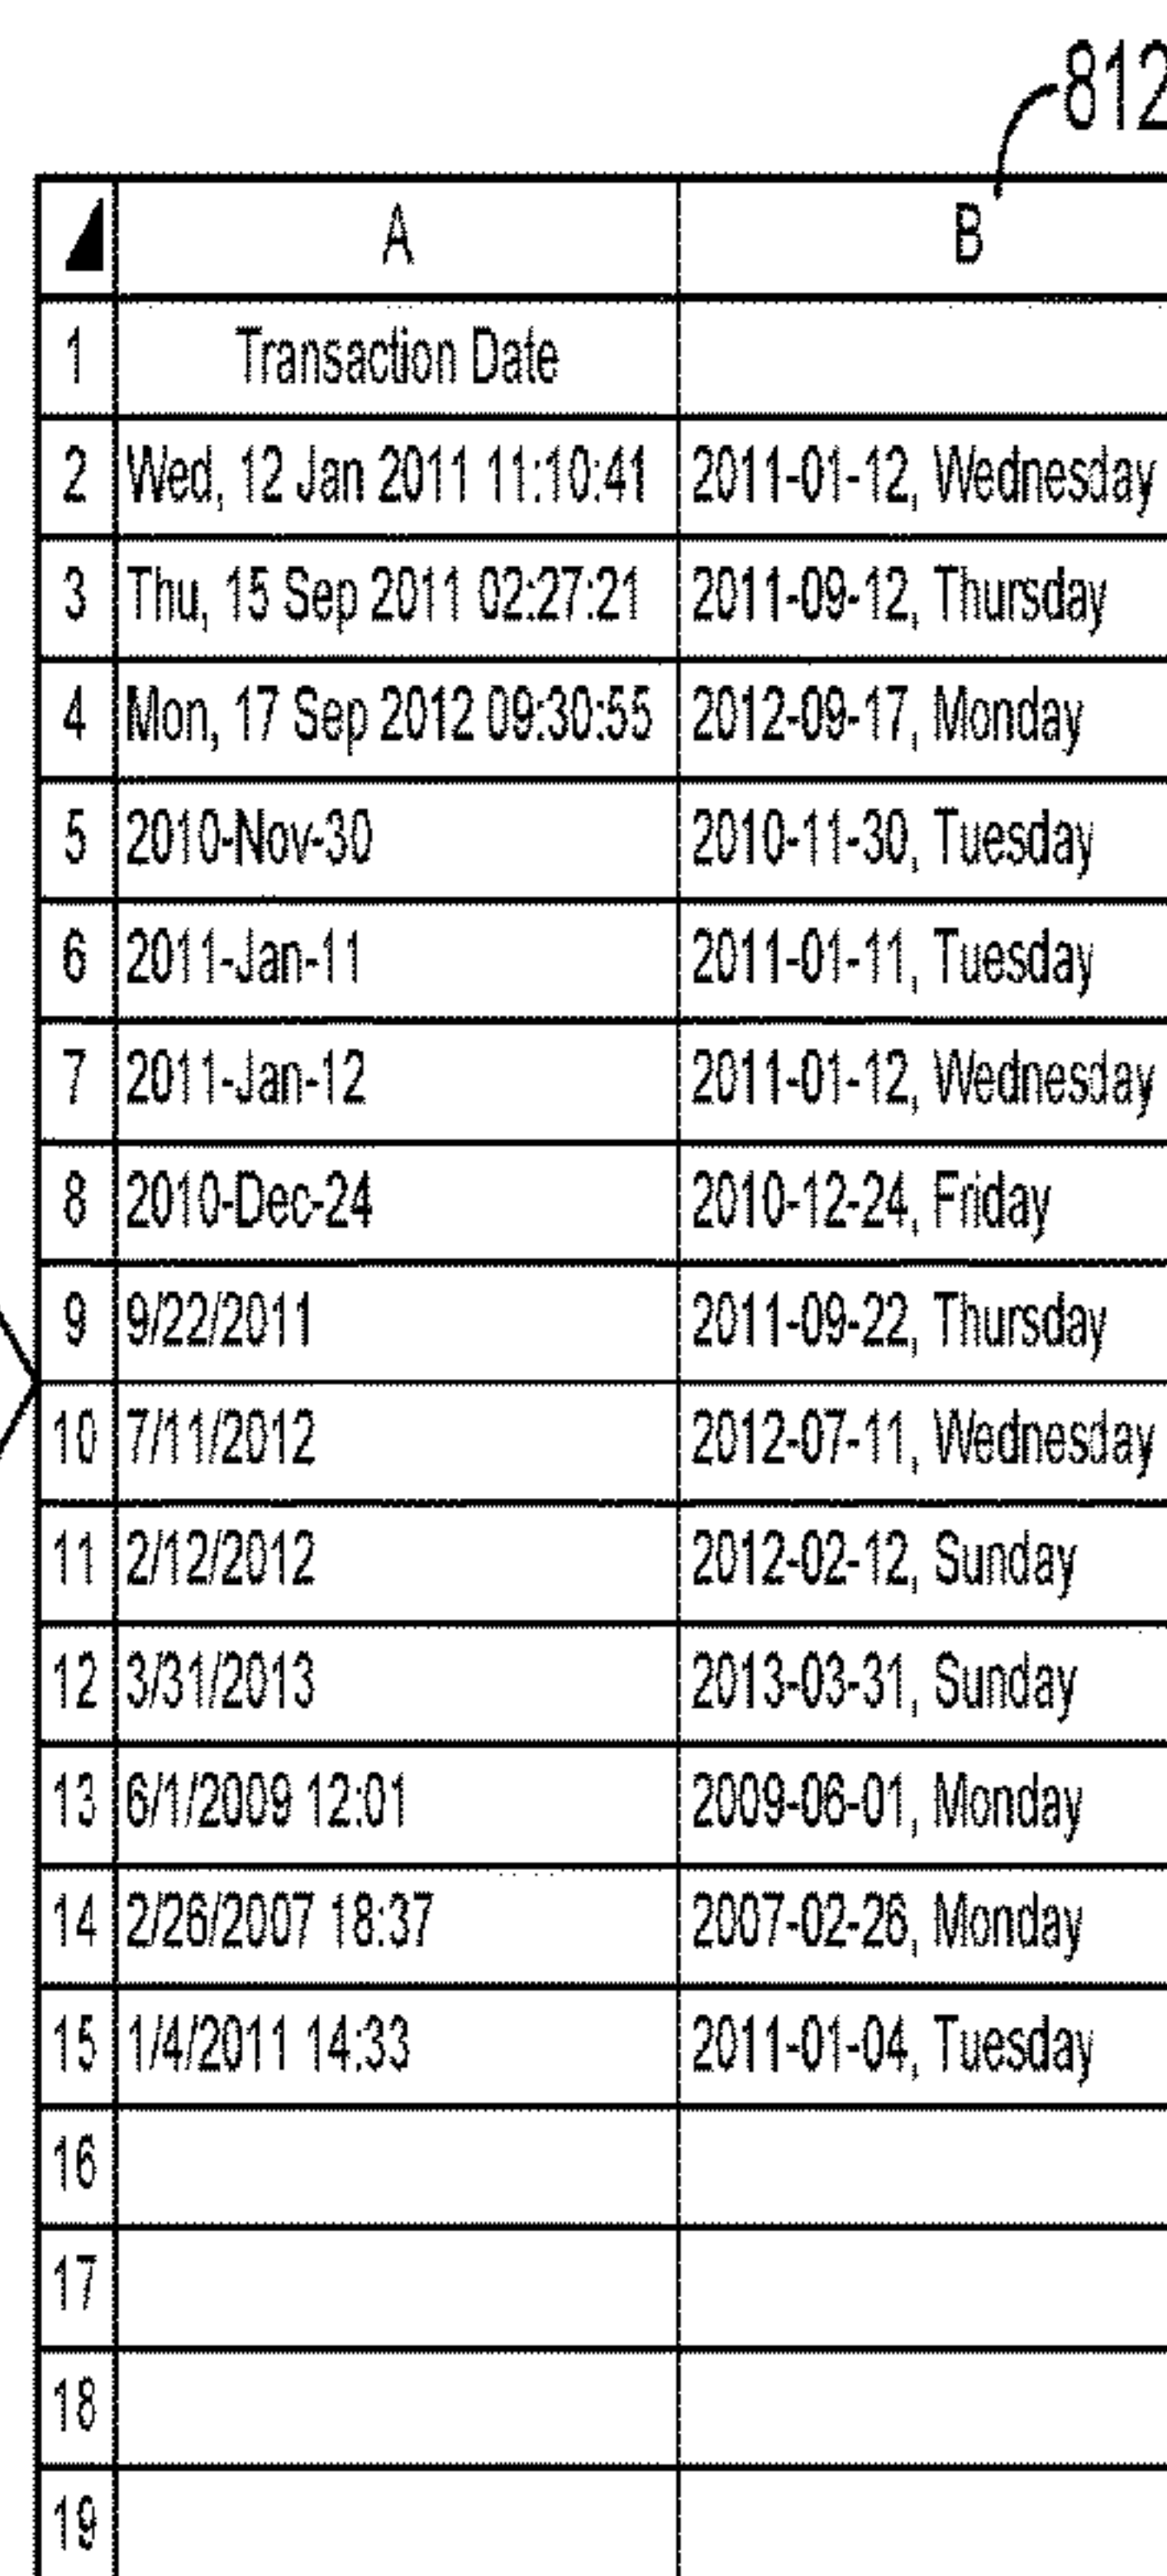 812
A B
1 Transaction Date
2 Wed, 12 Jan 2011 11:10:41 2011-01-12, Wednesday
3 Thu, 15 Sep 2011 02:27:21 2011-09-12, Thursday
4 Mon, 17 Sep 2012 09:30:55 2012-09-17, Monday
5 2010-Nov-30 2010-11-30, Tuesday
6 2011-Jan-11 2011-01-11, Tuesday
7 2011-Jan-12 2011-01-12, Wednesday
8 2010-Dec-24 2010-12-24, Friday
9 9/22/2011 2011-09-22, Thursday
10 7/11/2012 2012-07-11, Wednesday
11 2/12/2012 2012-02-12, Sunday
12 3/31/2013 2013-03-31, Sunday
13 6/1/2009 12:01 2009-06-01, Monday
14 2/26/2007 18:37 2007-02-26, Monday
15 1/4/2011 14:33 2011-01-04, Tuesday
16
17
18
19